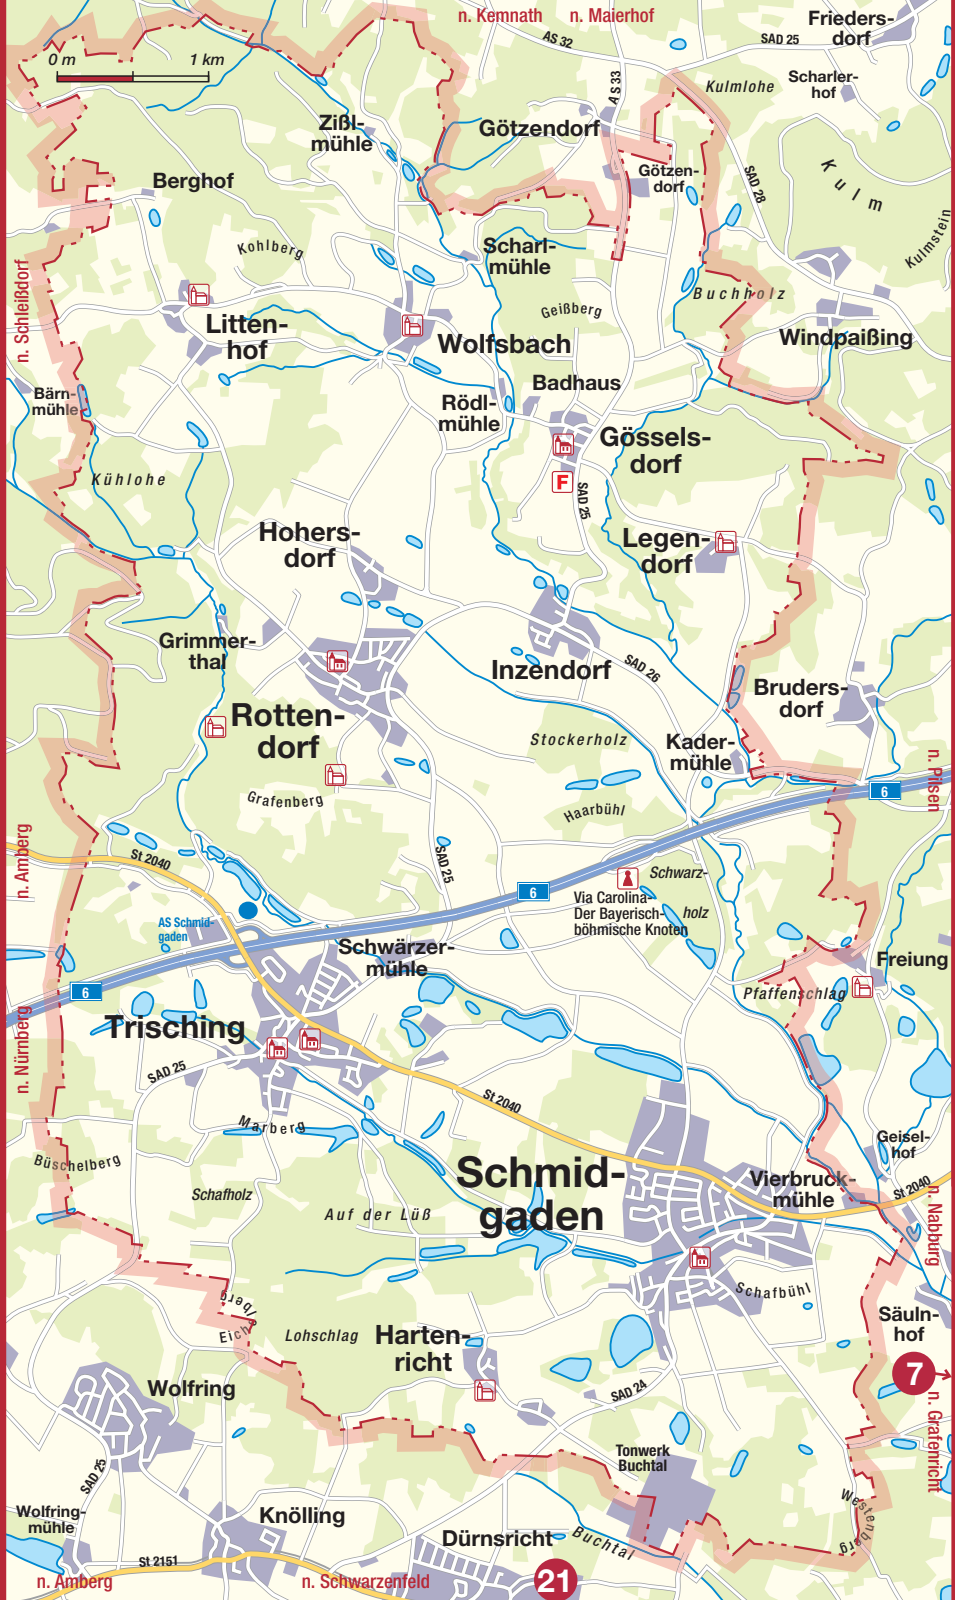 n. Kemnath
n. Maierhof
Frieders-
dorf
AS 32
SAD 25
0 m
1 km
Scharler-
hof
Kulmlohe
AS 33
Zißl-
mühle
Götzendorf
Götzen-
dorf
SAD 28
Kulm
Berghof
Kulmstein
Kohlberg
Scharl-
mühle
n. Schleißdorf
Buchholz
Geißberg
Litten-
hof
Wolfsbach
Windpaißing
Badhaus
Bärn-
mühle
Rödl-
mühle
Gössels-
dorf
Kühlohe
F
SAD 25
Hohers-
dorf
Legen-
dorf
Grimmer-
thal
Inzendorf
SAD 26
Bruders-
dorf
Rotten-
dorf
Stockerholz
Kader-
mühle
n. Pilsen
Grafenberg
Haarbühl
6
n. Amberg
St 2040
SAD 25
Schwarz-
holz
6
Via Carolina-
Der Bayerisch-
böhmische Knoten
AS Schmid-
gaden
Schwärzer-
mühle
Freiung
6
Pfaffenschlag
n. Nürnberg
Trisching
SAD 25
St 2040
Marberg
Geisel-
hof
Büschelberg
Schmid-
gaden
Vierbruck-
mühle
St 2040
Schafholz
Auf der Lüß
n. Nabburg
Schafbühl
Eichelberg
Lohschlag
Harten-
richt
Säuln-
hof
7
Wolfring
SAD 24
n. Grafenricht
Tonwerk
Buchtal
SAD 25
Westenberg
Wolfring-
mühle
Knölling
Dürnsricht
Buchtal
St 2151
n. Amberg
n. Schwarzenfeld
21